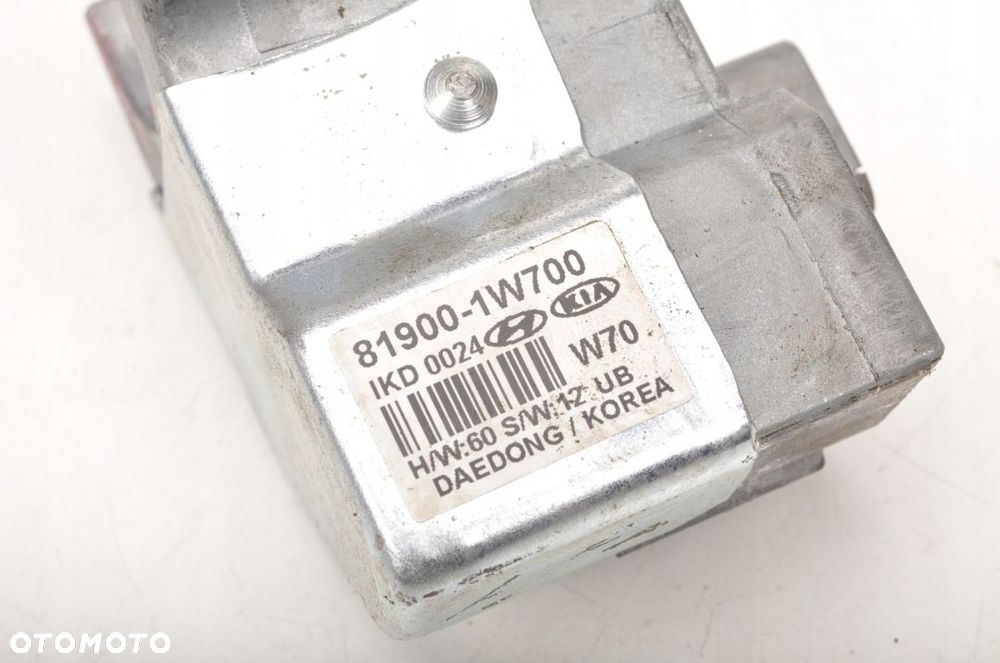 81900-1W700
IKD 0024 KIA
W70
H/W:60 S/W:12 UB
DAEDONG / KOREA
OTOMOTO